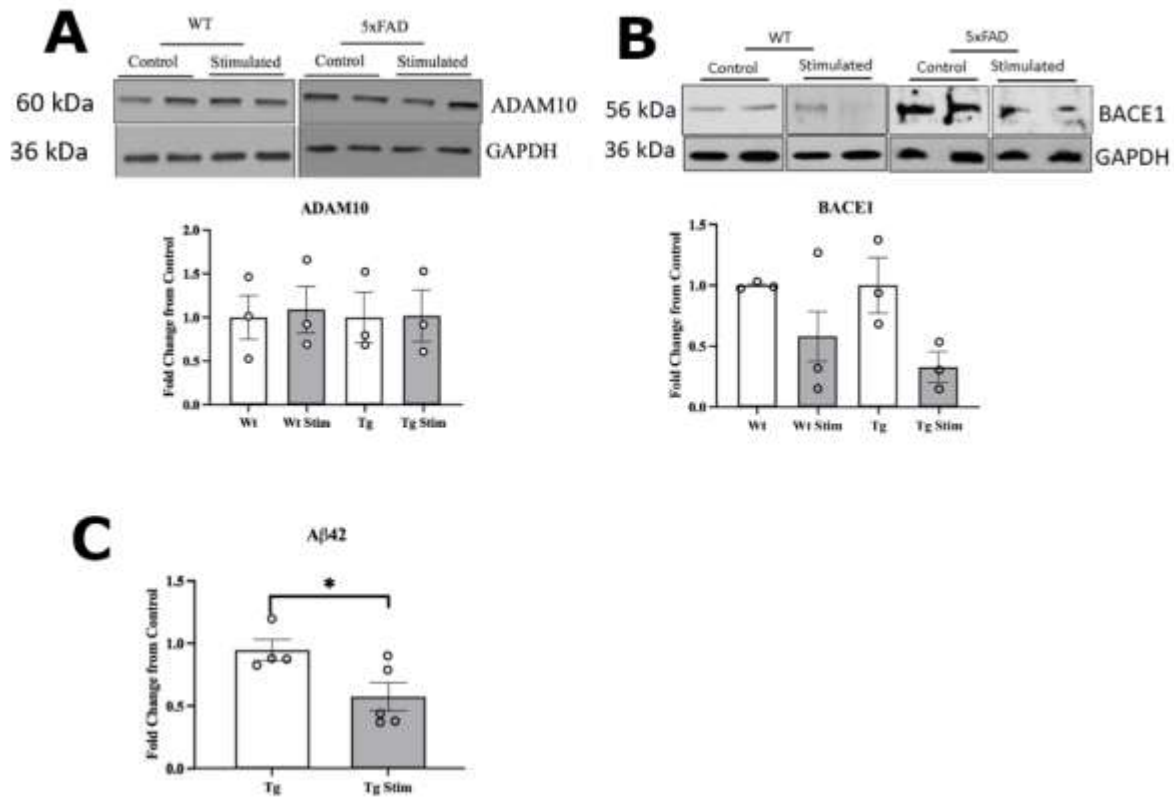 A
WT
5xFAD
Control
Stimulated
Control
Stimulated
60 kDa
ADAM10
36 kDa
GAPDH
ADAM10
Fold Change from Control
2.0
1.5
1.0
0.5
0.0
Wt
Wt Stim
Tg
Tg Stim
B
WT
5xFAD
Control
Stimulated
Control
Stimulated
56 kDa
BACE1
36 kDa
GAPDH
BACE1
Fold Change from Control
1.5
1.0
0.5
0.0
Wt
Wt Stim
Tg
Tg Stim
C
Aβ42
Fold Change from Control
1.5
1.0
0.5
0.0
*
Tg
Tg Stim